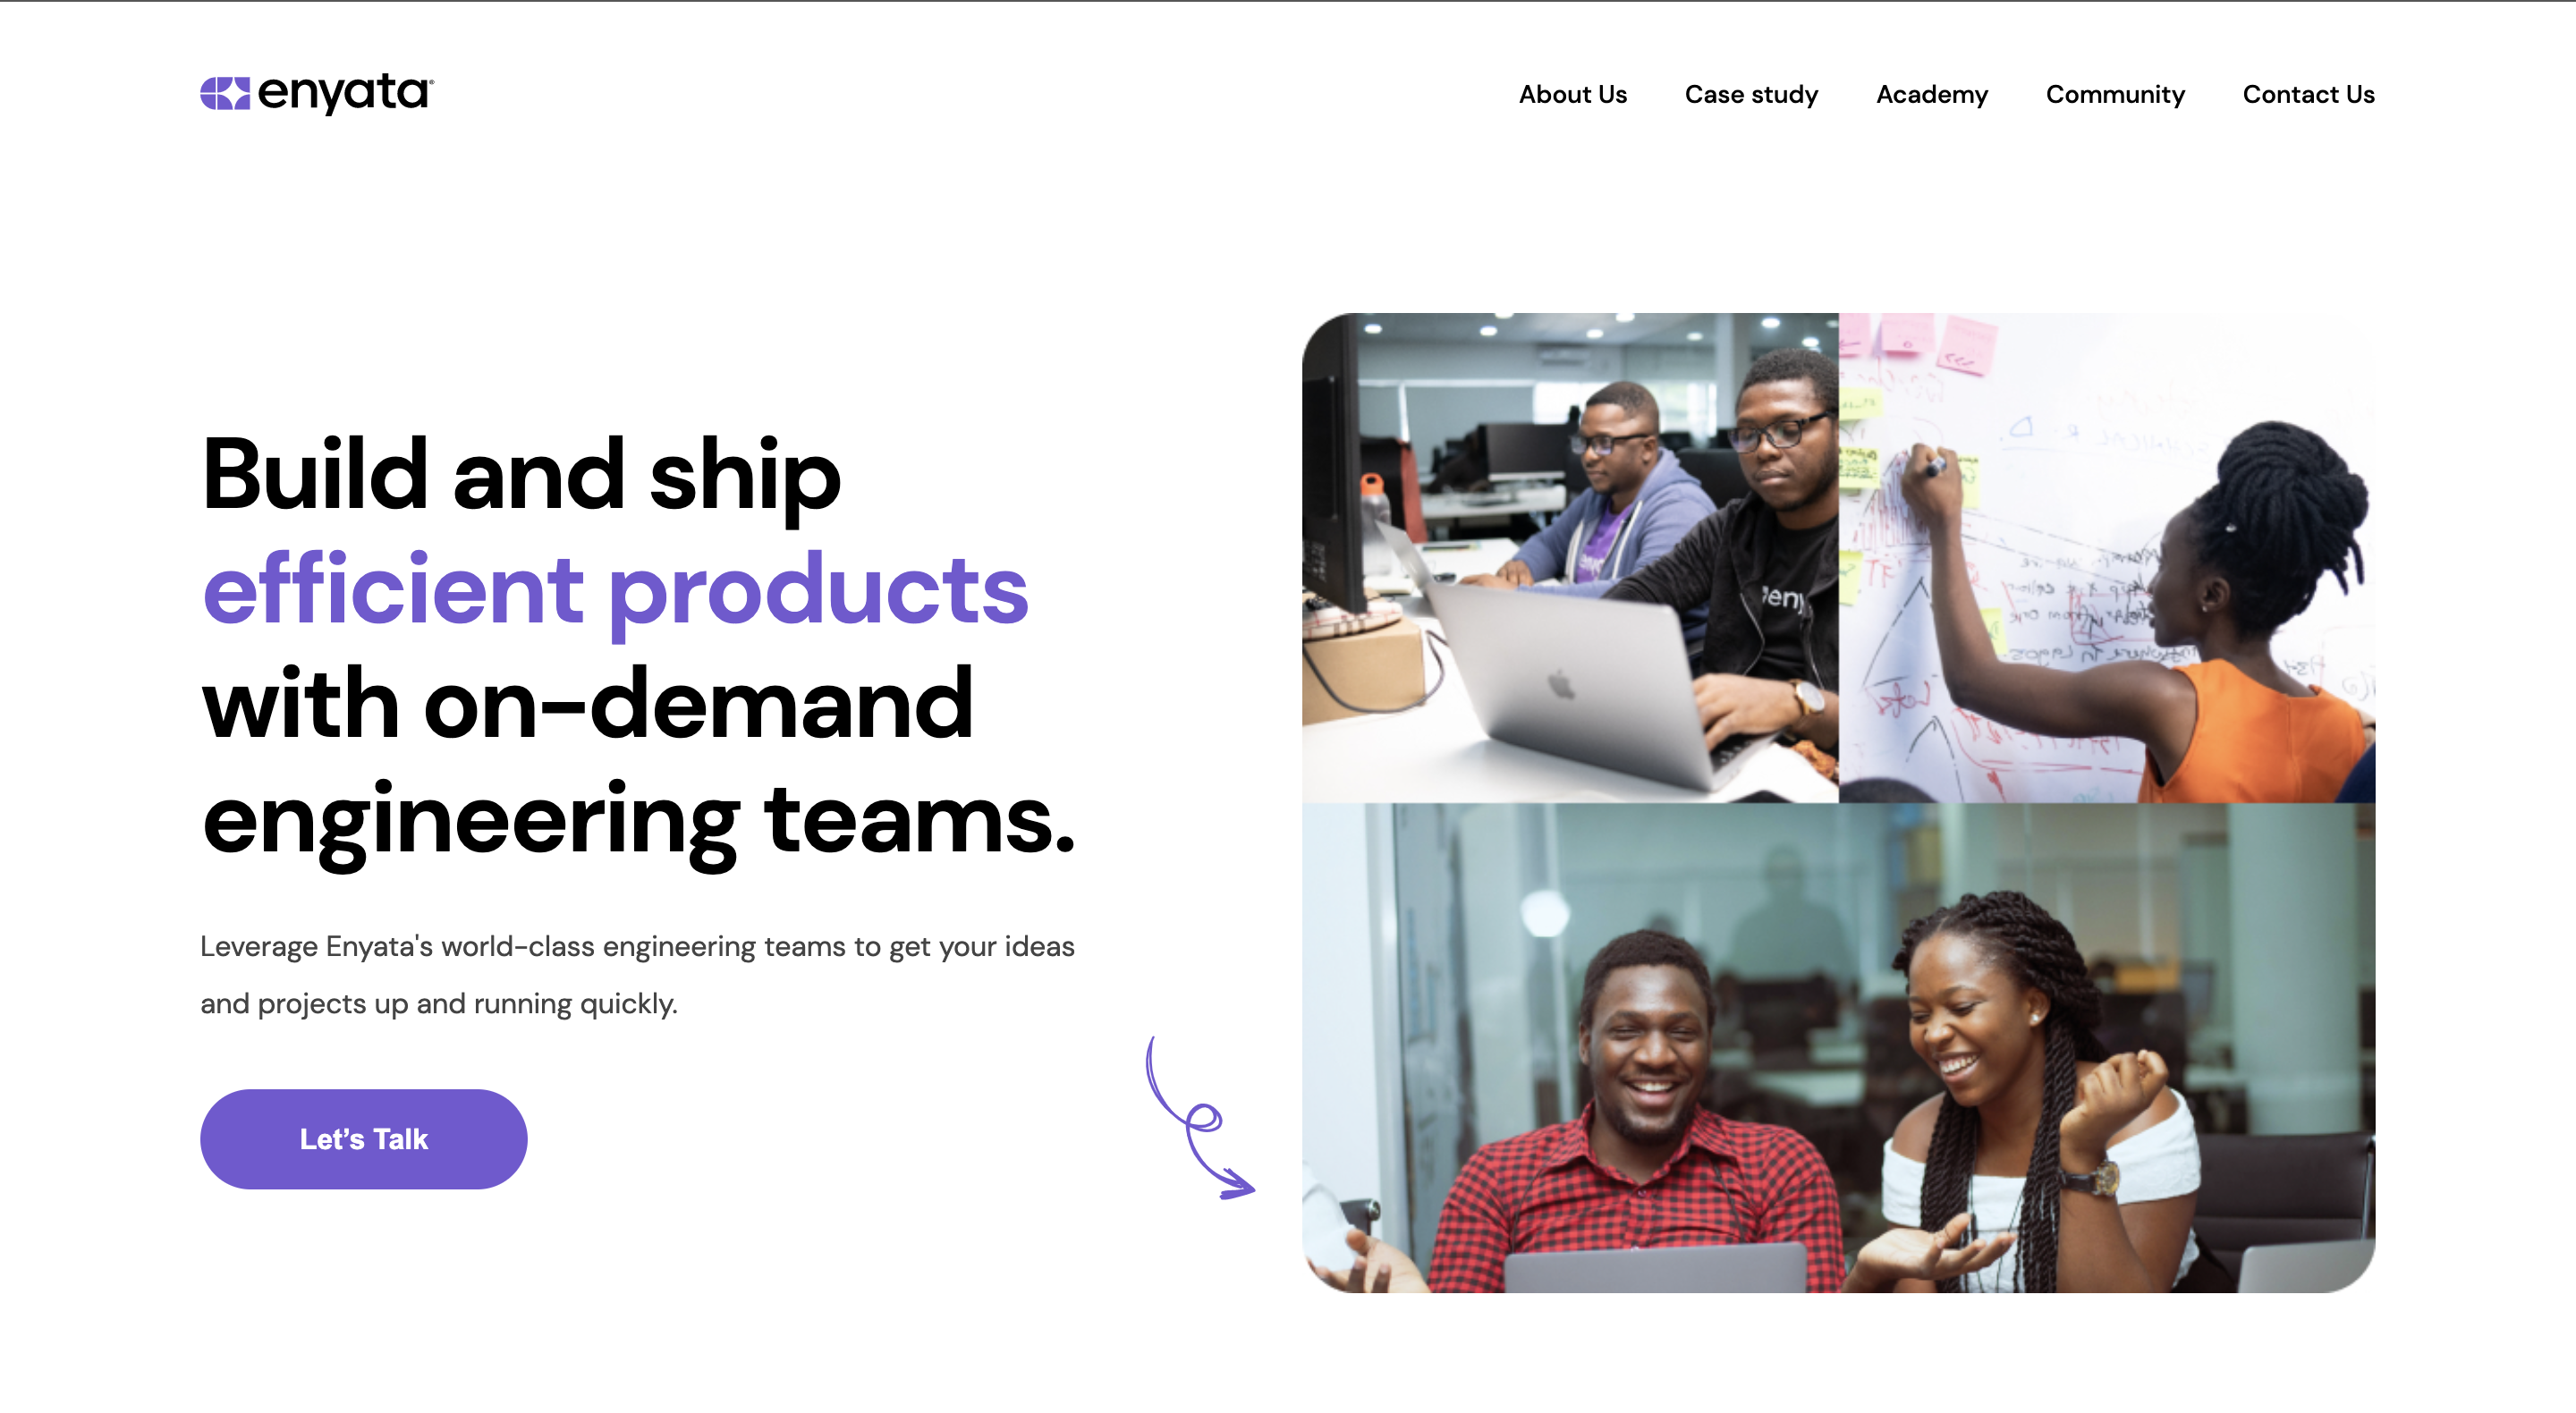 enyata
About Us Case study Academy Community Contact Us
Build and ship
efficient products
with on-demand
engineering teams.
Leverage Enyata's world-class engineering teams to get your ideas
and projects up and running quickly.
Let’s Talk
eny